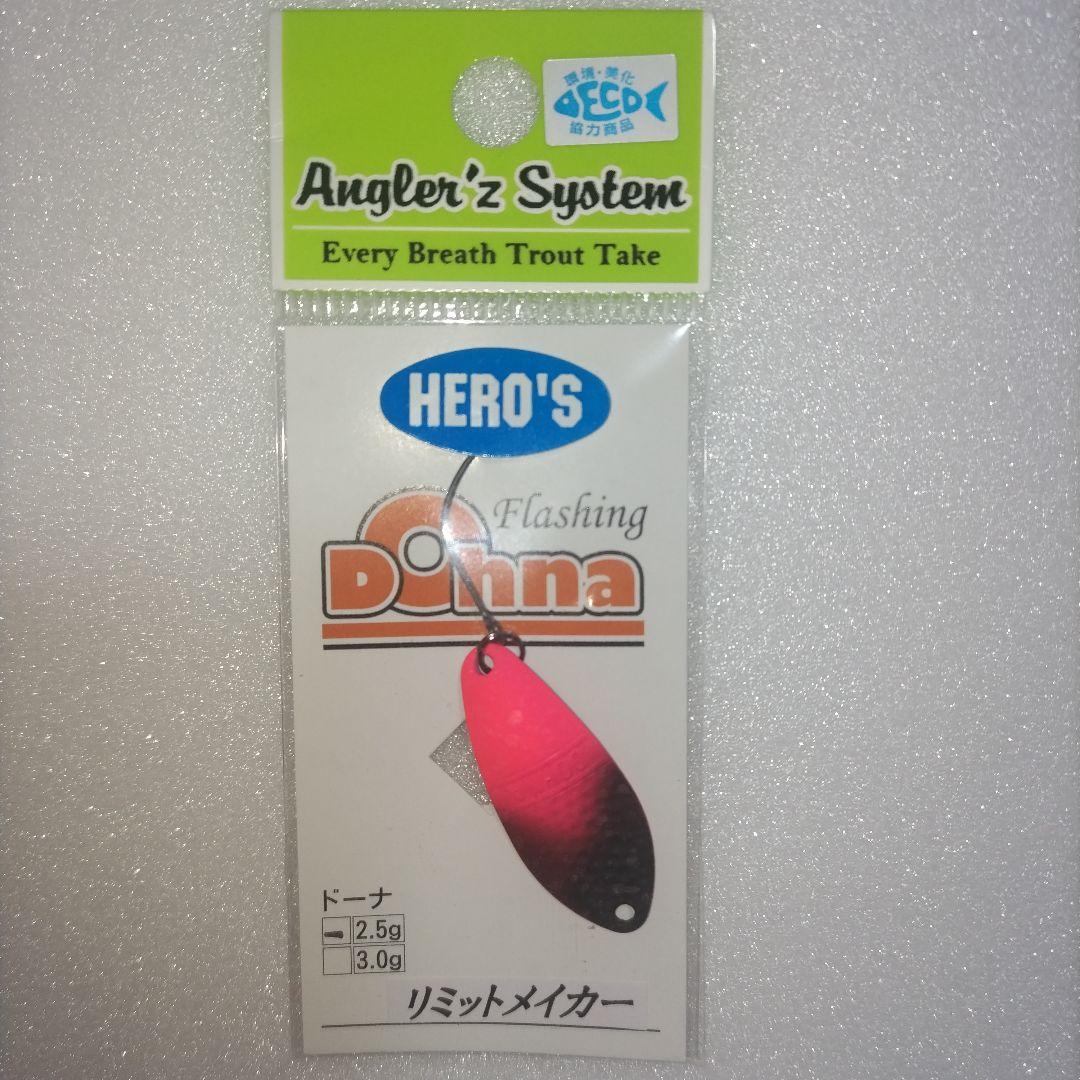 環境・美化
DECO
協力商品
Angler'z System
Every Breath Trout Take
HERO'S
Flashing
DOhna
ドーナ
2.5g
3.0g
リミットメイカー